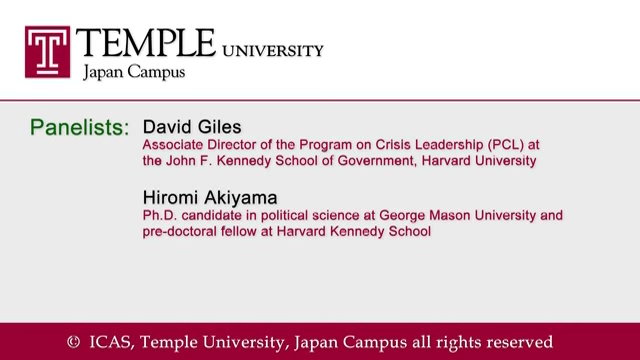 TEMPLE UNIVERSITY
Japan Campus
Panelists: David Giles
Associate Director of the Program on Crisis Leadership (PCL) at
the John F. Kennedy School of Government, Harvard University
Hiromi Akiyama
Ph.D. candidate in political science at George Mason University and
pre-doctoral fellow at Harvard Kennedy School
© ICAS, Temple University, Japan Campus all rights reserved